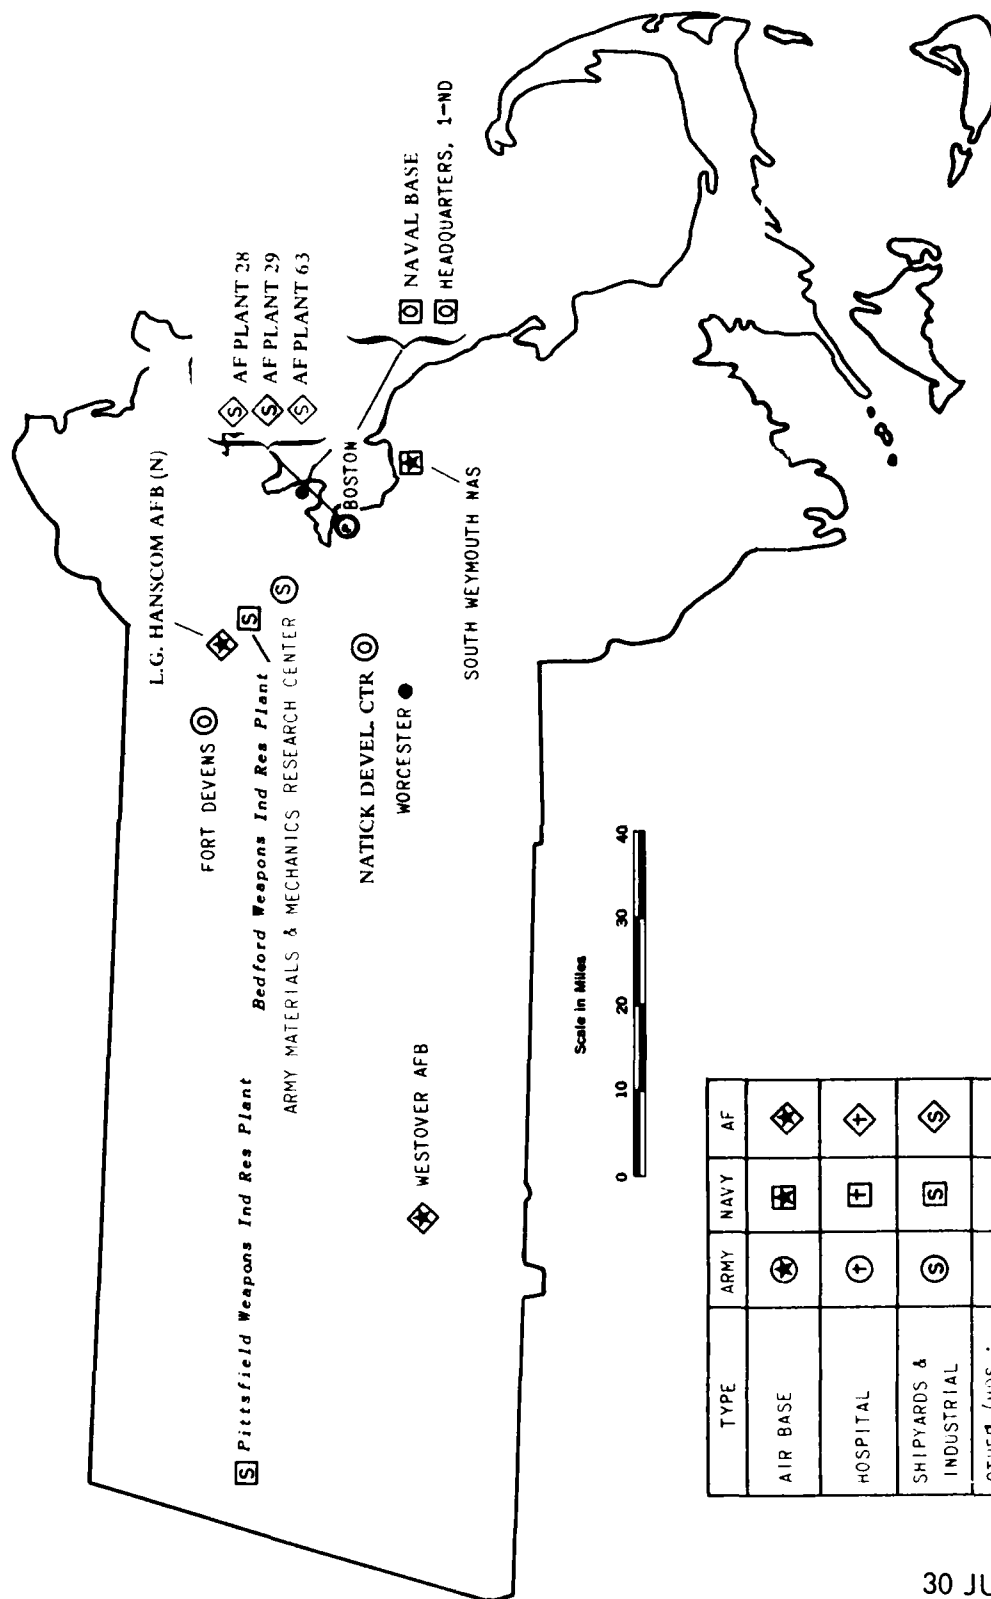 L.G. HANSCOM AFB (N)
AF PLANT 28
AF PLANT 29
AF PLANT 63
NAVAL BASE
HEADQUARTERS, 1-ND
BOSTON
SOUTH WEYMOUTH NAS
FORT DEVENS
Pittsfield Weapons Ind Res Plant
Bedford Weapons Ind Res Plant
ARMY MATERIALS & MECHANICS RESEARCH CENTER
NATICK DEVEL. CTR
WORCESTER
WESTOVER AFB
Scale in Miles
0 10 20 30 40
TYPE ARMY NAVY AF
AIR BASE
HOSPITAL
SHIPYARDS &
INDUSTRIAL
S S S
30 JU